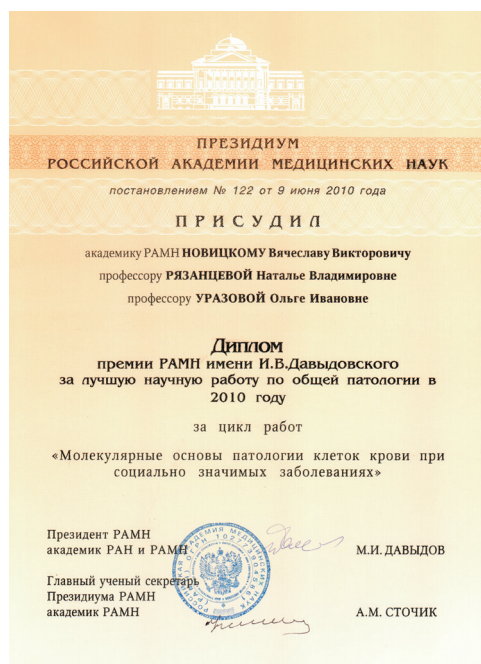 ПРЕЗИДИУМ
РОССИЙСКОЙ АКАДЕМИИ МЕДИЦИНСКИХ НАУК
постановлением № 122 от 9 июня 2010 года
ПРИСУДИЛ
академику РАМН НОВИЦКОМУ Вячеславу Викторовичу
профессору РЯЗАНЦЕВОЙ Наталье Владимировне
профессору УРАЗОВОЙ Ольге Ивановне
ДИПЛОМ
премии РАМН имени И.В.Давыдовского
за лучшую научную работу по общей патологии в
2010 году
за цикл работ
«Молекулярные основы патологии клеток крови при
социально значимых заболеваниях»
Президент РАМН
академик РАН и РАМН
М.И. ДАВЫДОВ
Главный ученый секретарь
Президиума РАМН
академик РАМН
А.М. СТОЧИК